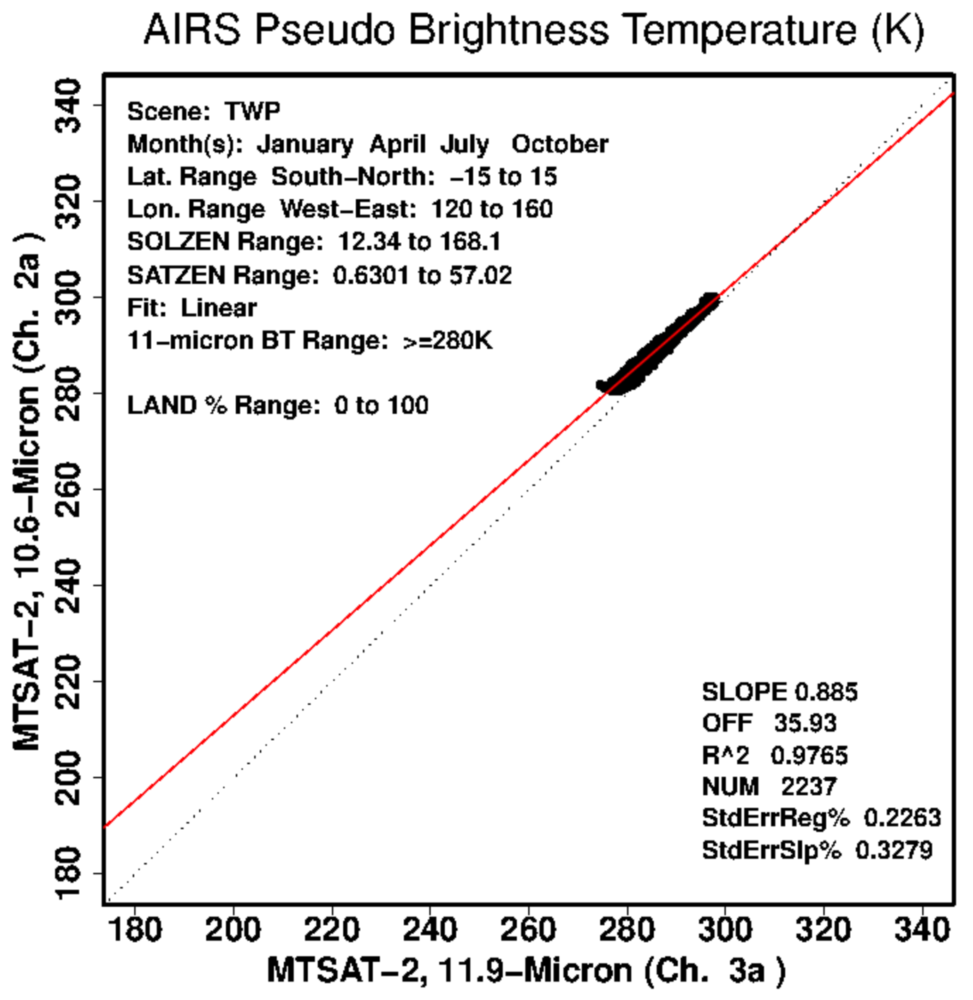 AIRS Pseudo Brightness Temperature (K)
Scene: TWP
Month(s): January April July October
Lat. Range South−North: −15 to 15
Lon. Range West−East: 120 to 160
SOLZEN Range: 12.34 to 168.1
SATZEN Range: 0.6301 to 57.02
Fit: Linear
11−micron BT Range: >=280K
LAND % Range: 0 to 100
SLOPE 0.885
OFF 35.93
R^2 0.9765
NUM 2237
StdErrReg% 0.2263
StdErrSlp% 0.3279
MTSAT−2, 10.6−Micron (Ch. 2a )
340
320
300
280
260
240
220
200
180
180 200 220 240 260 280 300 320 340
MTSAT−2, 11.9−Micron (Ch. 3a )